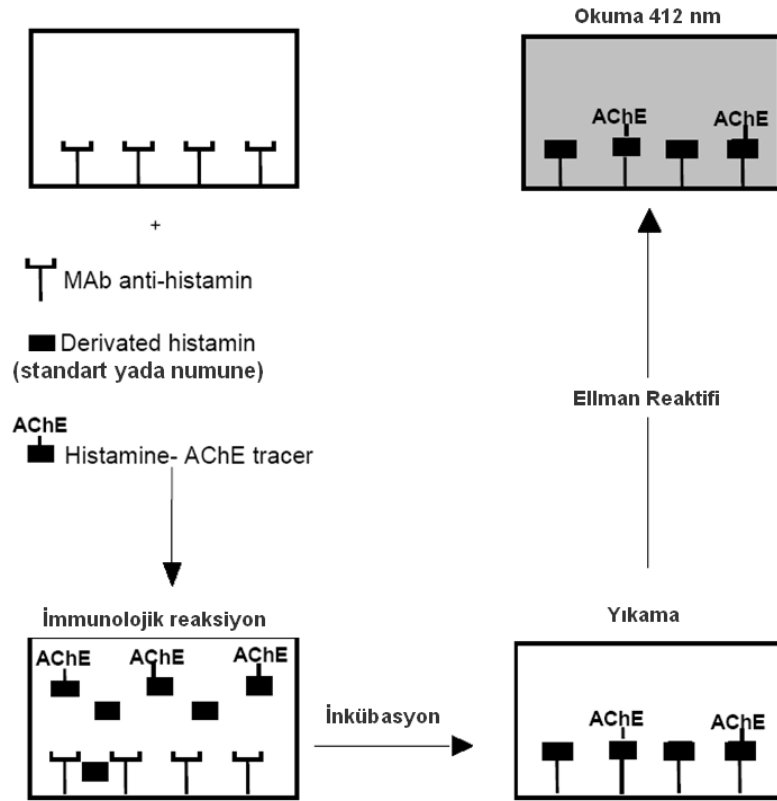 Okuma 412 nm
AChE
AChE
+
MAb anti-histamin
Derivated histamin
(standart yada numune)
AChE
Histamine- AChE tracer
Ellman Reaktifi
İmmunolojik reaksiyon
AChE
AChE
AChE
İnkübasyon
Yıkama
AChE
AChE